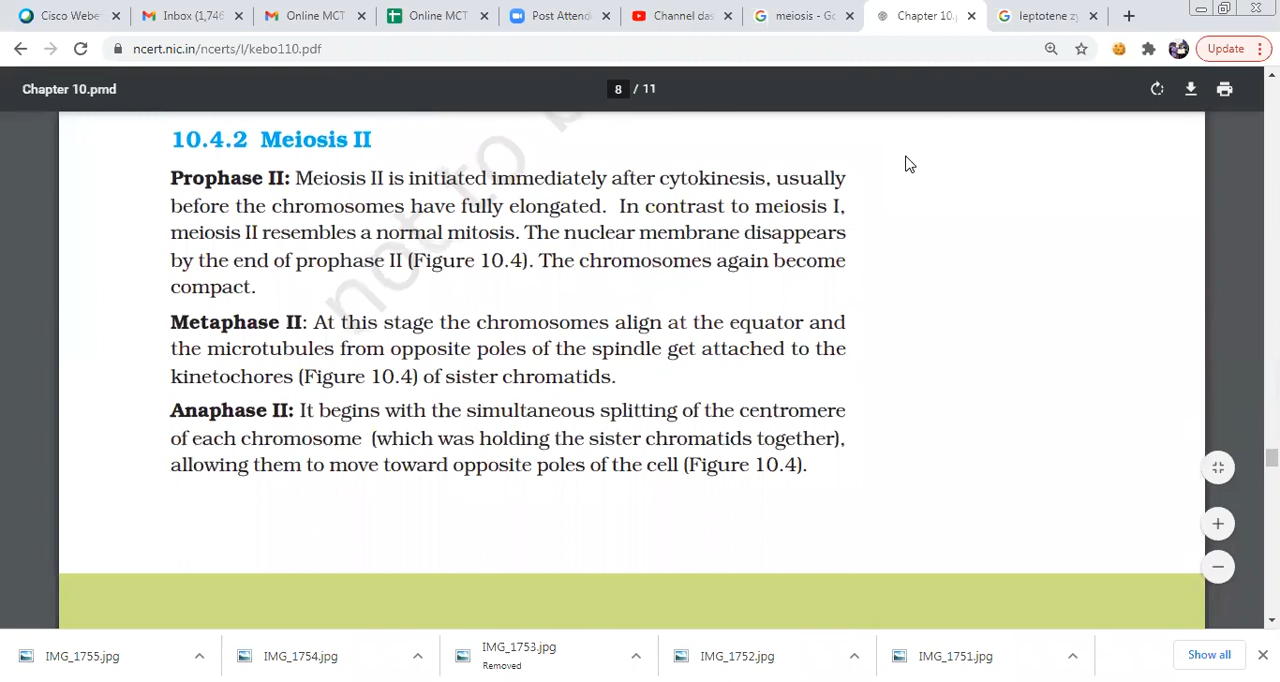 Cisco Webe
Inbox (1,746
Online MCT
Online MCT
Post Attend
Channel das
meiosis - Go
Chapter 10.p
leptotene zy
ncert.nic.in/ncerts/l/kebo110.pdf
Update
Chapter 10.pmd
8 / 11
10.4.2 Meiosis II
Prophase II: Meiosis II is initiated immediately after cytokinesis, usually
before the chromosomes have fully elongated. In contrast to meiosis I,
meiosis II resembles a normal mitosis. The nuclear membrane disappears
by the end of prophase II (Figure 10.4). The chromosomes again become
compact.
Metaphase II: At this stage the chromosomes align at the equator and
the microtubules from opposite poles of the spindle get attached to the
kinetochores (Figure 10.4) of sister chromatids.
Anaphase II: It begins with the simultaneous splitting of the centromere
of each chromosome (which was holding the sister chromatids together),
allowing them to move toward opposite poles of the cell (Figure 10.4).
not to b
IMG_1755.jpg
IMG_1754.jpg
IMG_1753.jpg
Removed
IMG_1752.jpg
IMG_1751.jpg
Show all